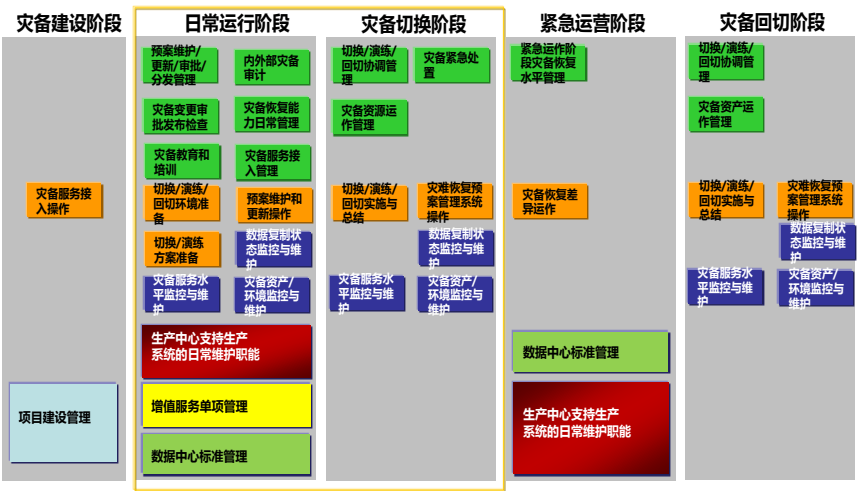 灾备建设阶段
灾备服务接
入操作
项目建设管理
日常运行阶段
预案维护/
更新/审批/
分发管理
内外部灾备
审计
灾备变更审
批发布检查
灾备恢复能
力日常管理
灾备教育和
培训
灾备服务接
入管理
切换/演练/
回切环境准
备
预案维护和
更新操作
切换/演练
方案准备
数据复制状
态监控与维
护
灾备服务水
平监控与维
护
灾备资产/
环境监控与
维护
生产中心支持生产
系统的日常维护职能
增值服务单项管理
数据中心标准管理
灾备切换阶段
切换/演练/
回切协调管
理
灾备紧急处
置
灾备资源运
作管理
切换/演练/
回切实施与
总结
灾难恢复预
案管理系统
操作
数据复制状
态监控与维
护
灾备服务水
平监控与维
护
灾备资产/
环境监控与
维护
紧急运营阶段
紧急运作阶
段灾备恢复
水平管理
灾备恢复差
异运作
数据中心标准管理
生产中心支持生产
系统的日常维护职能
灾备回切阶段
切换/演练/
回切协调管
理
灾备资产运
作管理
切换/演练/
回切实施与
总结
灾难恢复预
案管理系统
操作
数据复制状
态监控与维
护
灾备服务水
平监控与维
护
灾备资产/
环境监控与
维护